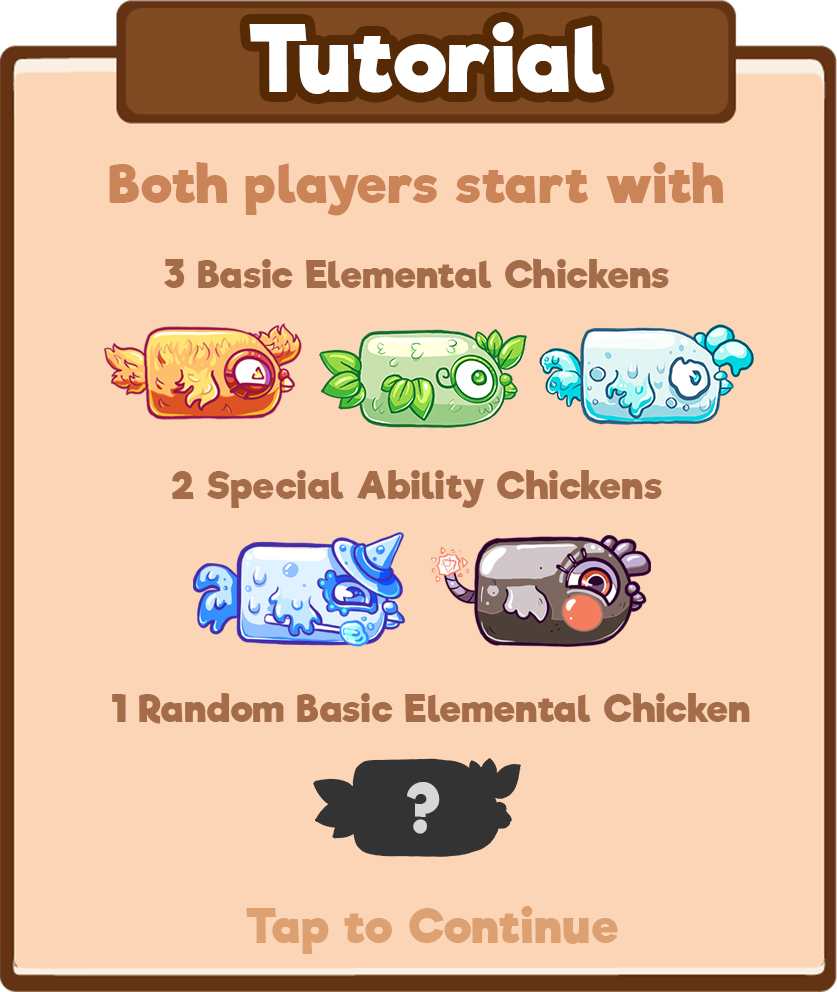 Tutorial
Both players start with
3 Basic Elemental Chickens
2 Special Ability Chickens
1 Random Basic Elemental Chicken
?
Tap to Continue